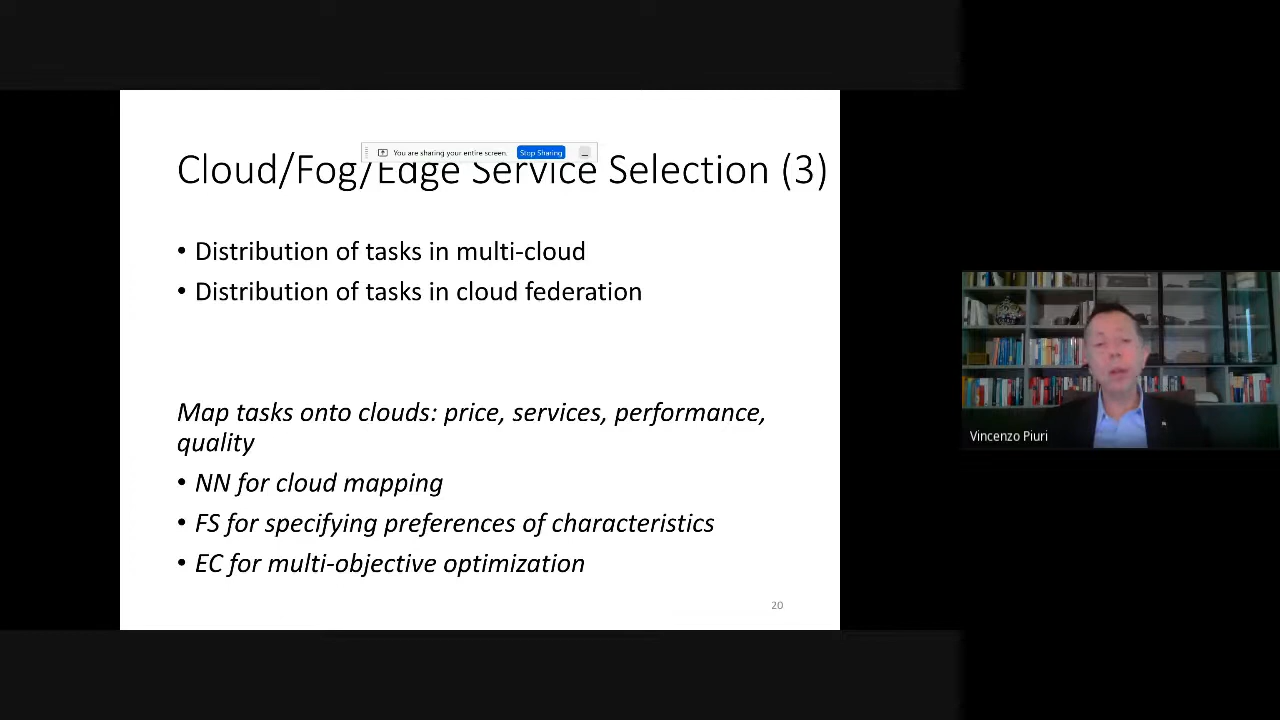 You are sharing your entire screen. Stop Sharing
Cloud/Fog/Edge Service Selection (3)
• Distribution of tasks in multi-cloud
• Distribution of tasks in cloud federation
Map tasks onto clouds: price, services, performance,
quality
• NN for cloud mapping
• FS for specifying preferences of characteristics
• EC for multi-objective optimization
20
Vincenzo Piuri